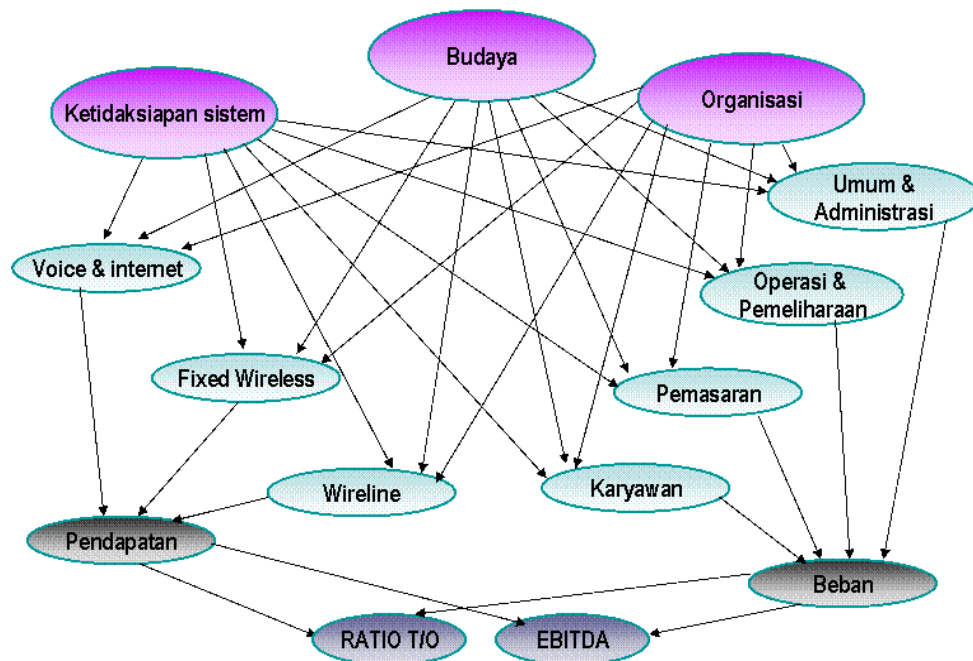 Budaya
Ketidaksiapan sistem
Organisasi
Umum &
Administrasi
Voice & internet
Operasi &
Pemeliharaan
Fixed Wireless
Pemasaran
Wireline
Karyawan
Pendapatan
Beban
RATIO T/O
EBITDA